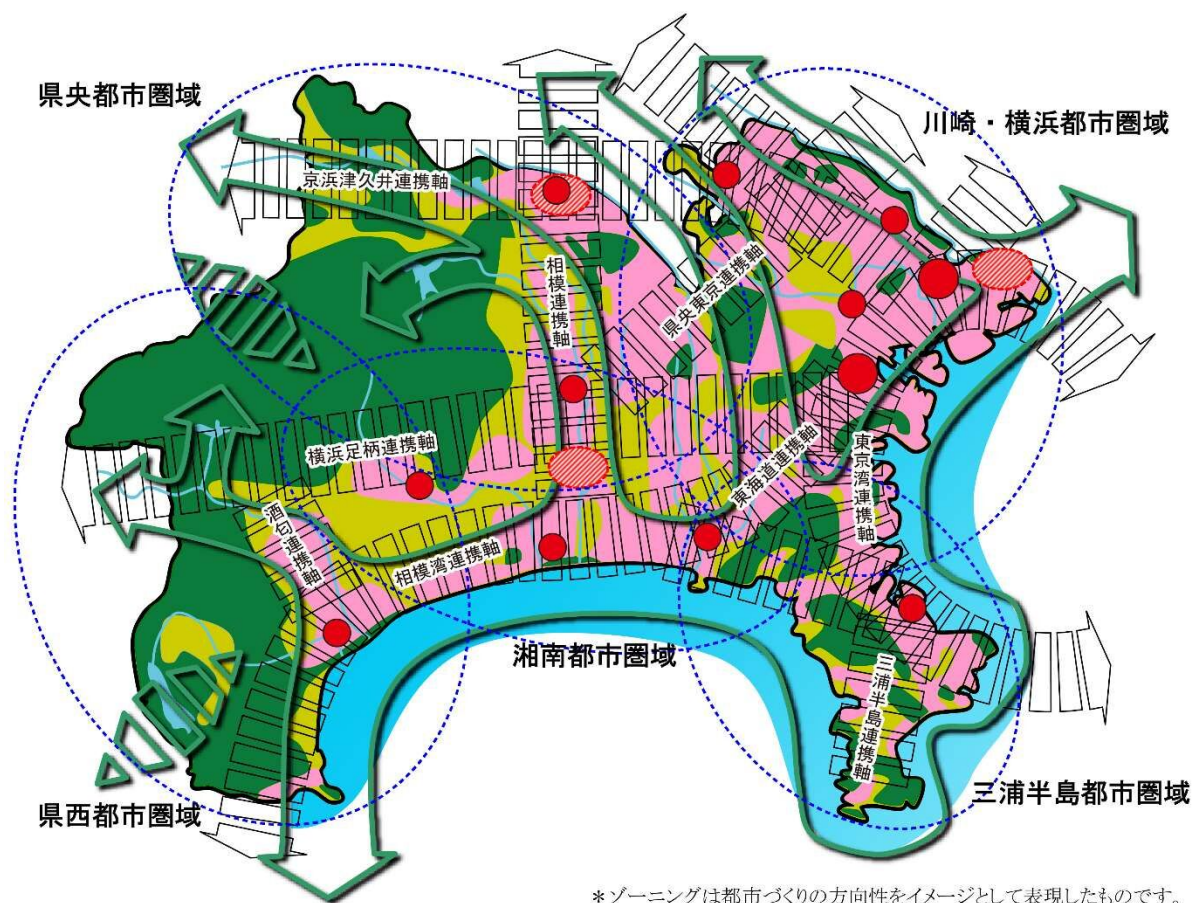 県央都市圏域
川崎・横浜都市圏域
京浜津久井連携軸
相模連携軸
県央東京連携軸
横浜足柄連携軸
東海道連携軸
東京湾連携軸
酒匂連携軸
相模湾連携軸
湘南都市圏域
三浦半島連携軸
県西都市圏域
三浦半島都市圏域
*ゾーニングは都市づくりの方向性をイメージとして表現したものです。